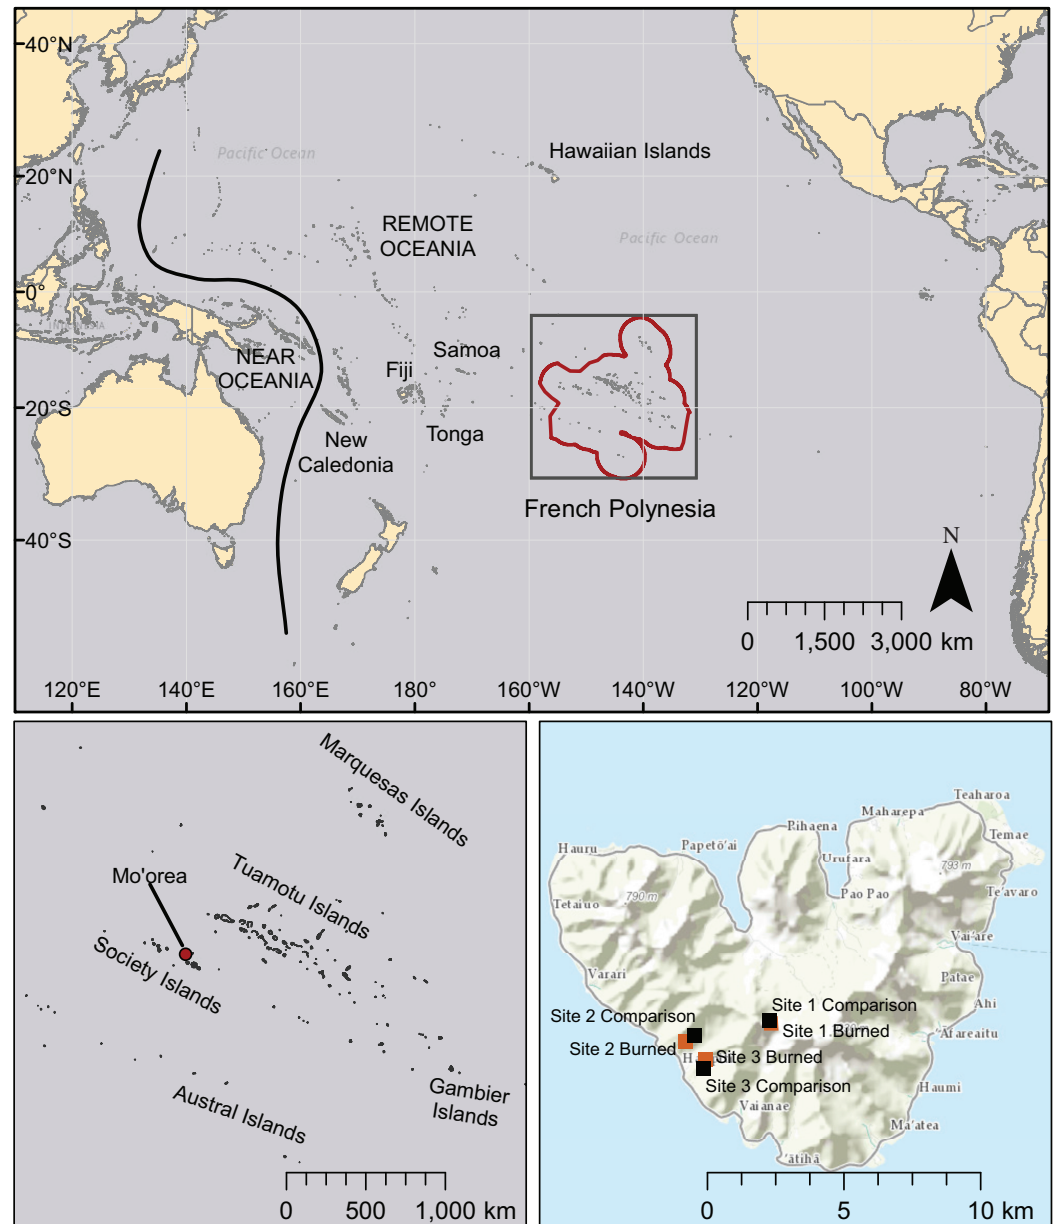 40°N
Pacific Ocean
Hawaiian Islands
20°N
REMOTE
OCEANIA
Pacific Ocean
0°
NEAR
OCEANIA
Samoa
Fiji
20°S
New
Caledonia
Tonga
French Polynesia
40°S
N
0 1,500 3,000 km
120°E 140°E 160°E 180° 160°W 140°W 120°W 100°W 80°W
Marquesas Islands
Tuamotu Islands
Mo'orea
Society Islands
Gambier
Islands
Austral Islands
0 500 1,000 km
Teaharoa
Maharepa
Pihaena
Temae
Hauru
Papetō'ai
Urufara
793 m
790 m
Pao Pao
Te'avaro
Tetaiuo
Vai'are
Varari
Patae
Site 1 Comparison
Ahi
Site 2 Comparison
Site 1 Burned
'Āfareaitu
Site 2 Burned
Site 3 Burned
Site 3 Comparison
Haumi
Vaianae
Ma'atea
'ātihā
0 5 10 km